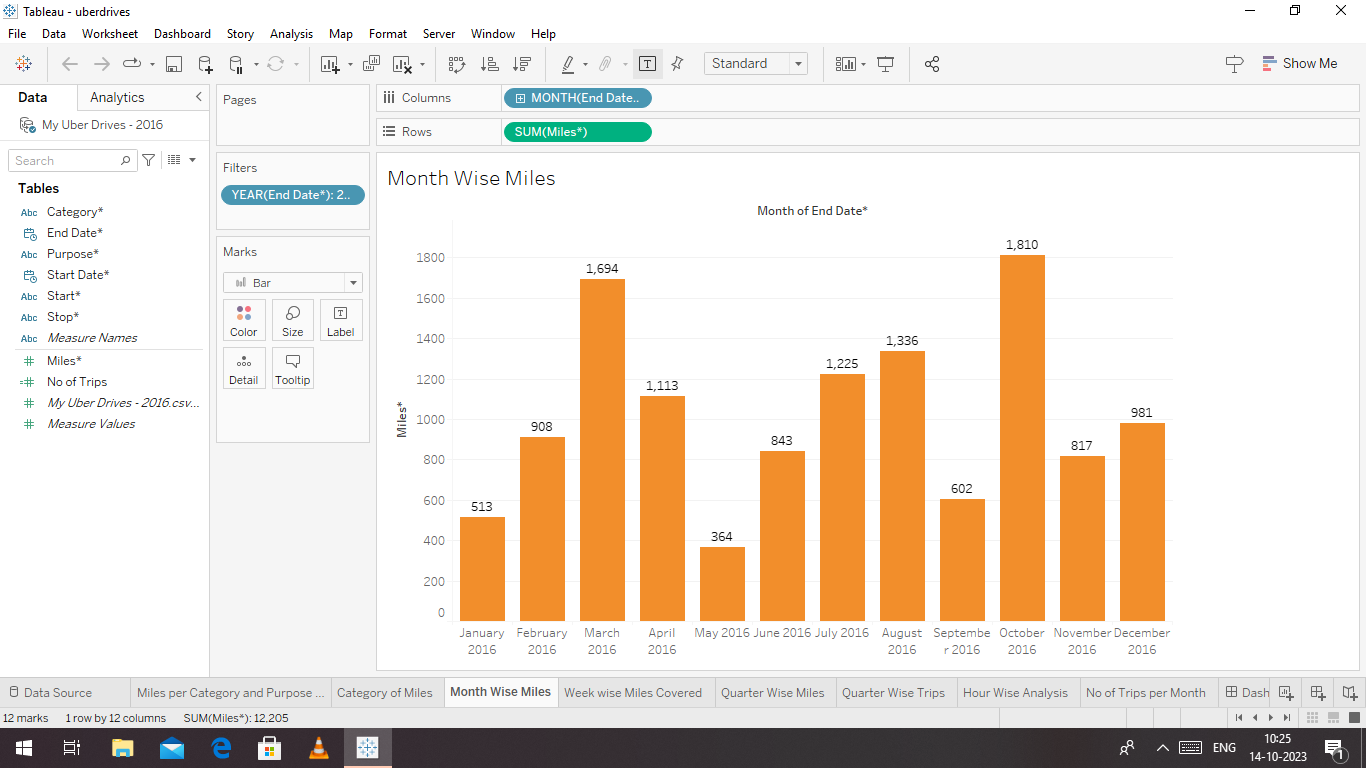 Tableau - uberdrives
File Data Worksheet Dashboard Story Analysis Map Format Server Window Help
Standard
Show Me
Data Analytics
My Uber Drives - 2016
Search
Tables
Abc Category*
End Date*
Abc Purpose*
Start Date*
Abc Start*
Abc Stop*
Abc Measure Names
Miles*
No of Trips
My Uber Drives - 2016.csv...
Measure Values
Pages
Filters
YEAR(End Date*): 2..
Marks
Bar
Color Size Label
Detail Tooltip
Columns MONTH(End Date..
Rows SUM(Miles*)
Month Wise Miles
Month of End Date*
Miles*
1800
1600
1400
1200
1000
800
600
400
200
0
513
908
1,694
1,113
364
843
1,225
1,336
602
1,810
817
981
January 2016
February 2016
March 2016
April 2016
May 2016
June 2016
July 2016
August 2016
Septembe
r 2016
October 2016
November 2016
December 2016
Data Source Miles per Category and Purpose ... Category of Miles Month Wise Miles Week wise Miles Covered Quarter Wise Miles Quarter Wise Trips Hour Wise Analysis No of Trips per Month Dash
12 marks 1 row by 12 columns SUM(Miles*): 12,205
ENG
10:25
14-10-2023
1